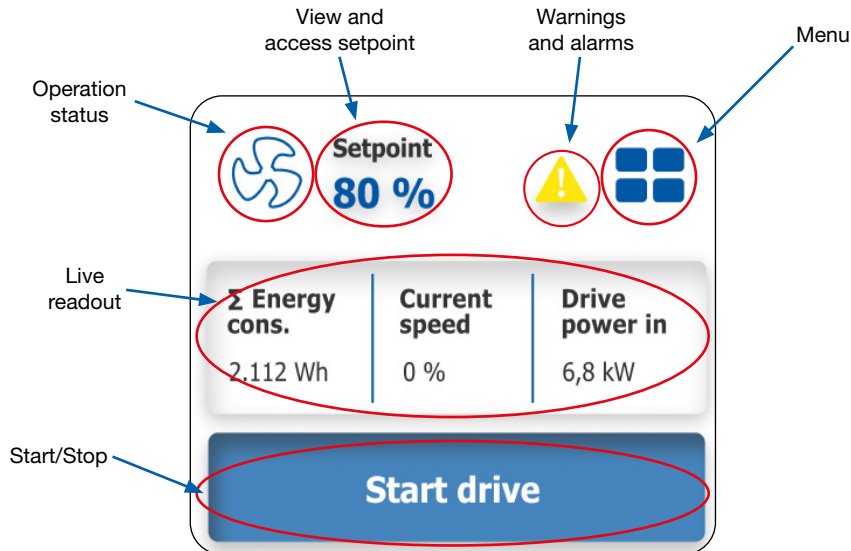 View and
access setpoint
Warnings
and alarms
Menu
Operation
status
Setpoint
80 %
Live
readout
Σ Energy
cons.
2.112 Wh
Current
speed
0 %
Drive
power in
6,8 kW
Start/Stop
Start drive